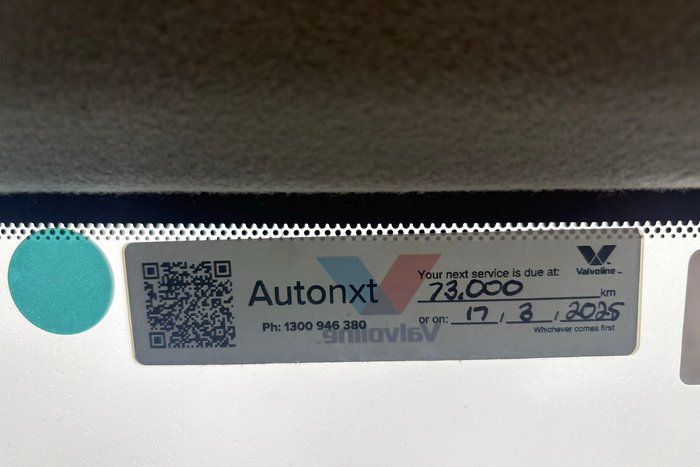 Autonxt
Ph: 1300 946 380
Your next service is due at:
73,000 km
or on: 17 / 3 / 2025
Whichever comes first
Valvoline™
Valvoline